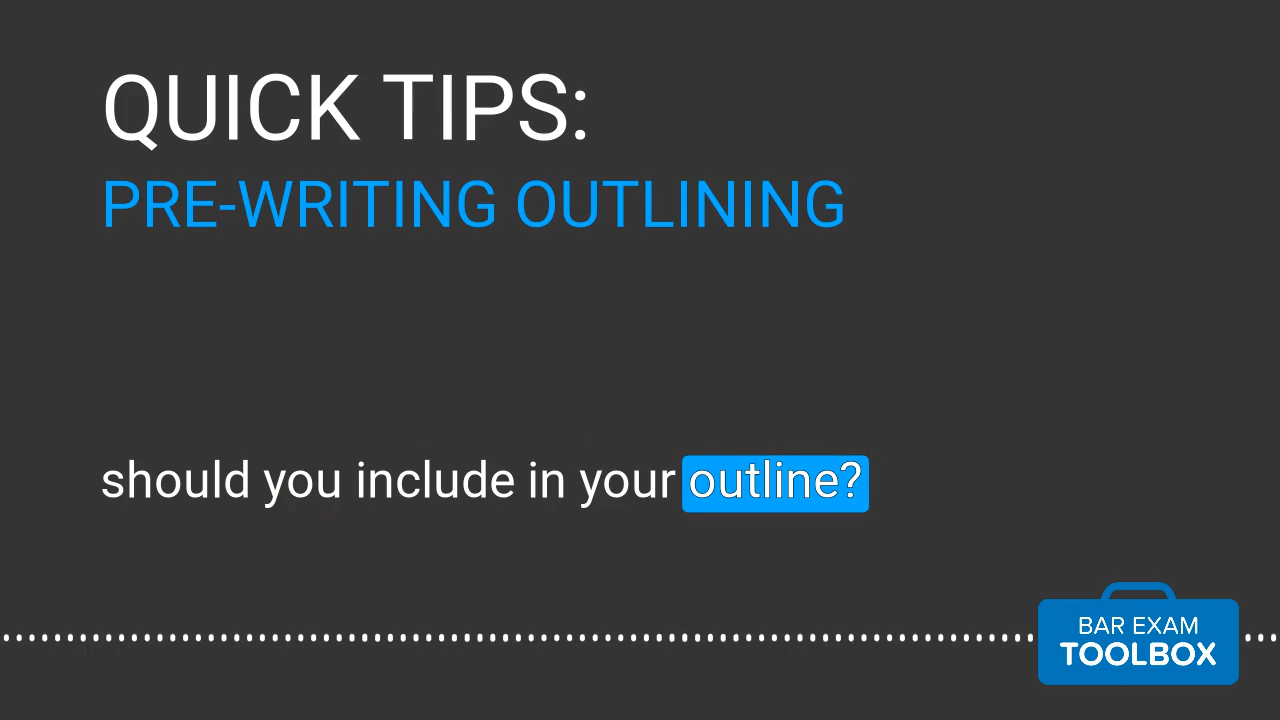 QUICK TIPS:
PRE-WRITING OUTLINING
should you include in your outline?
BAR EXAM
TOOLBOX